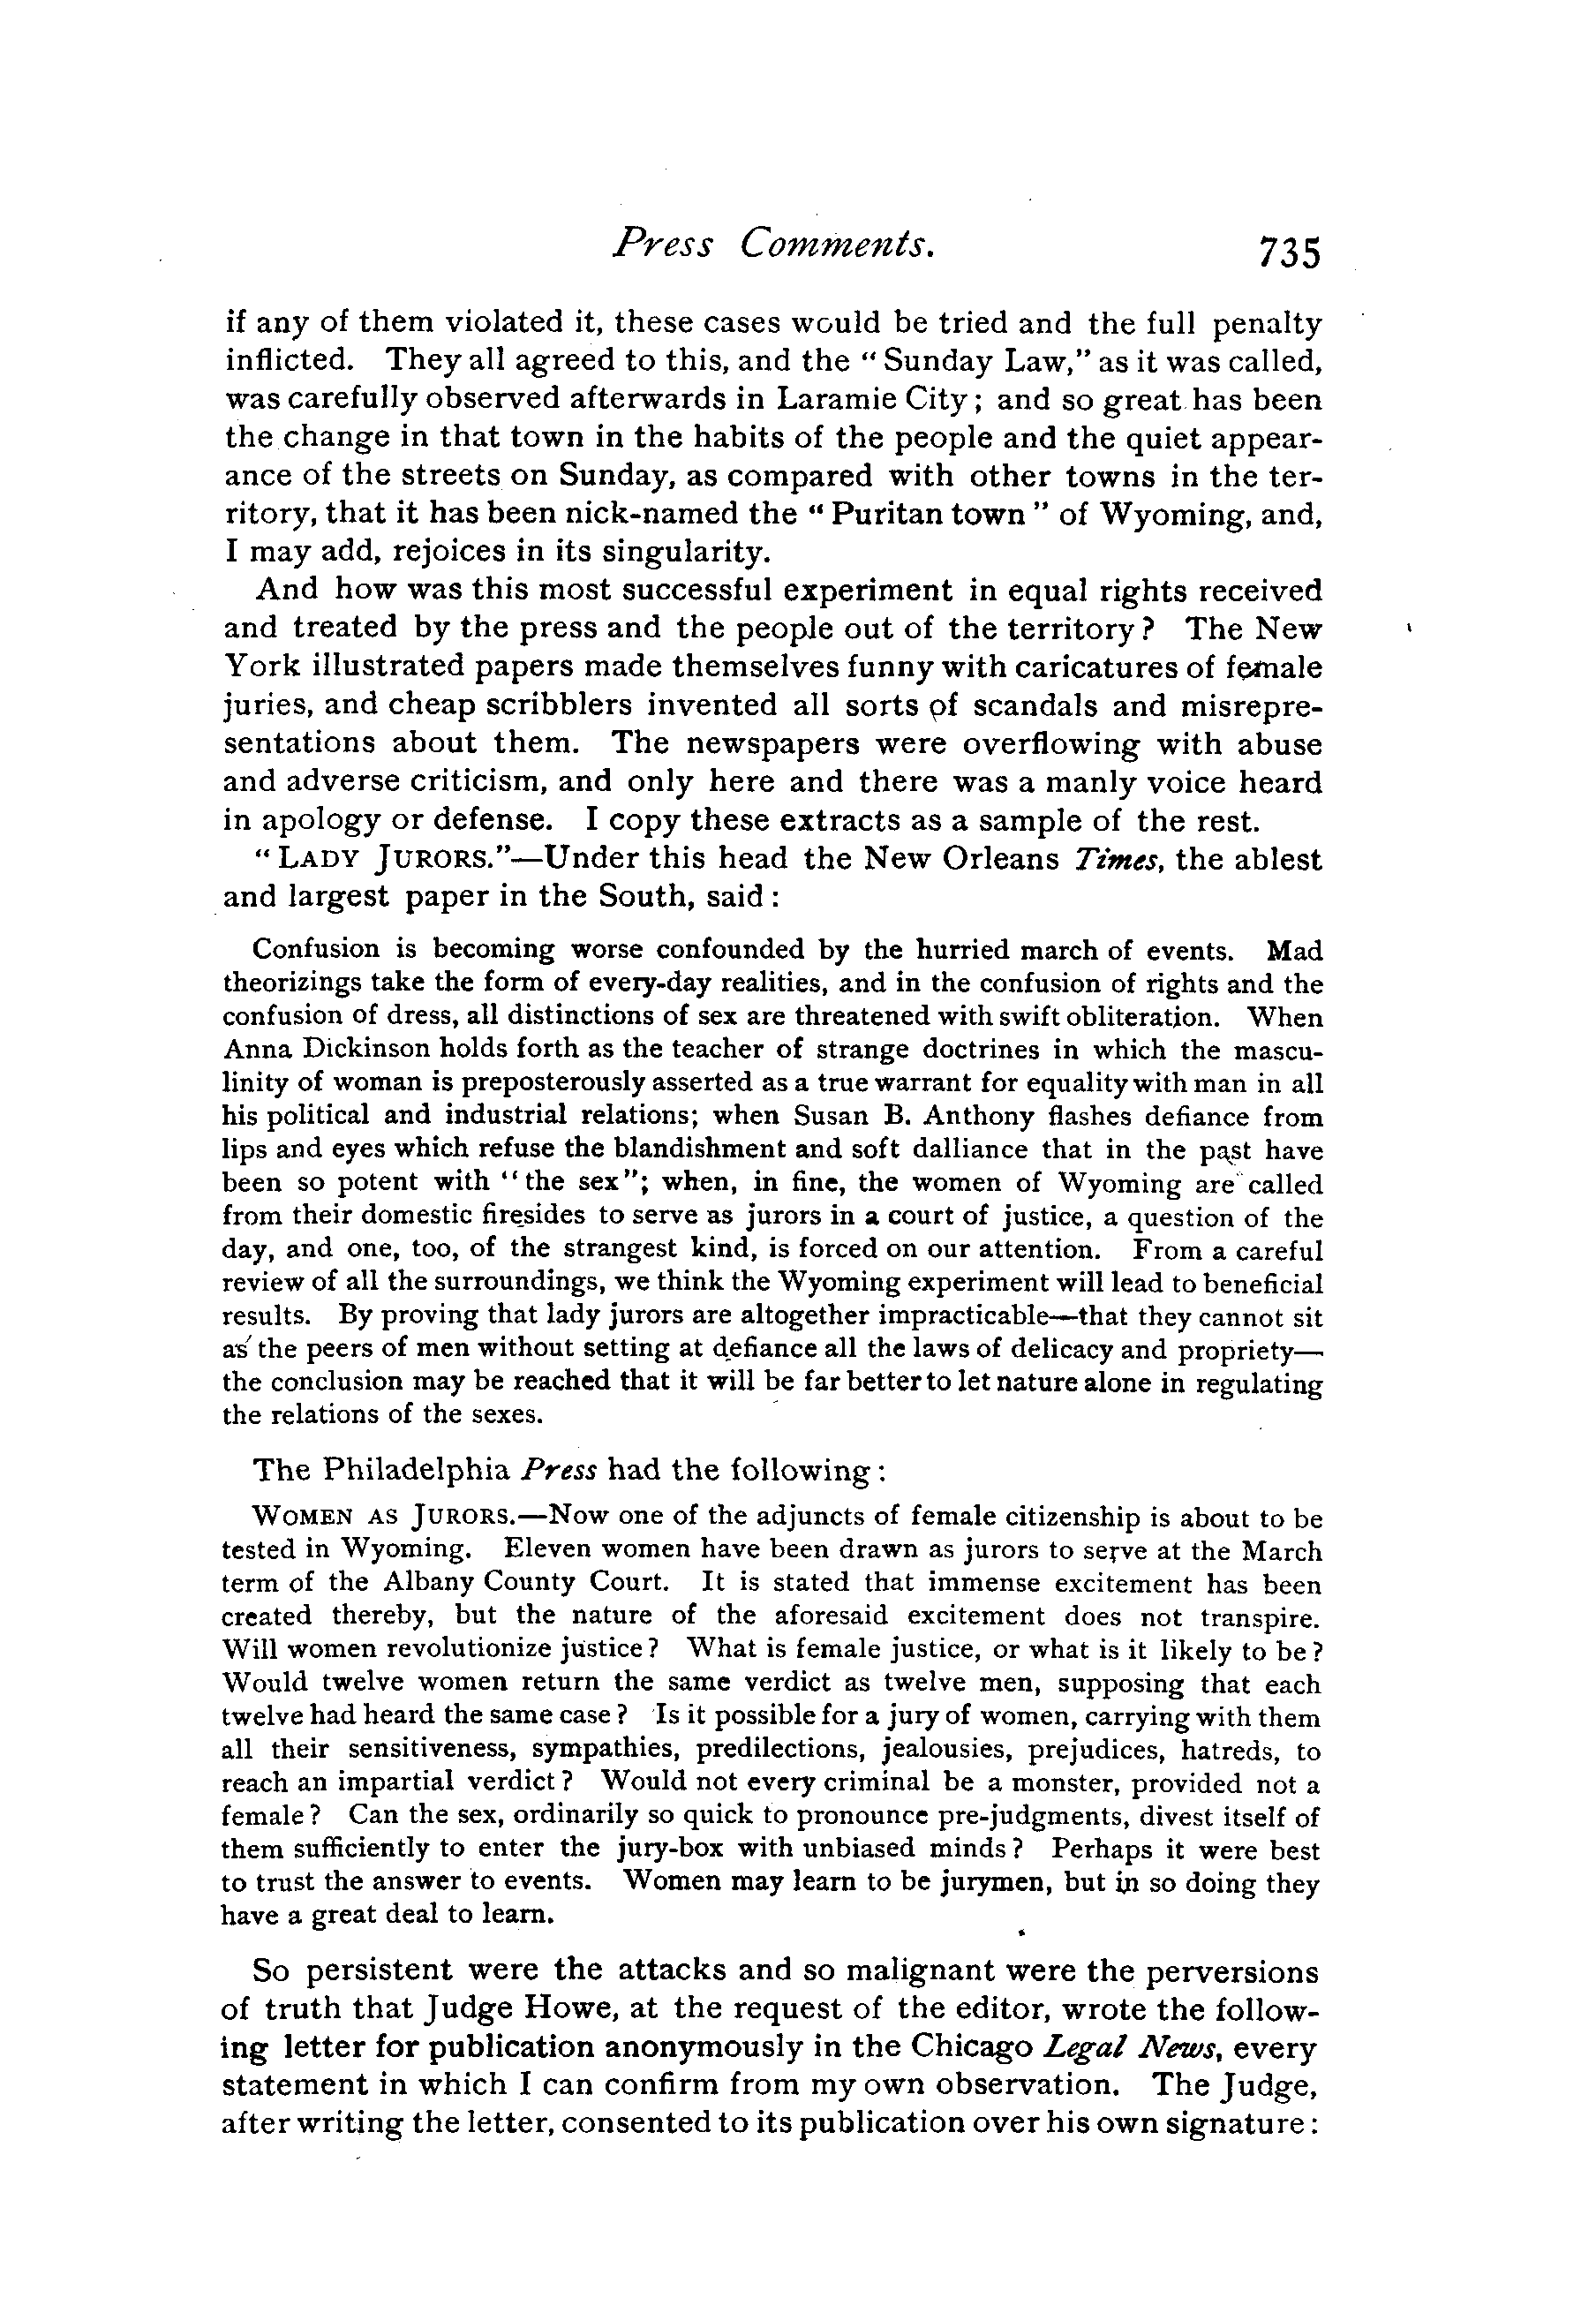 Press Comments. 735
if any of them violated it, these cases would be tried and the full penalty
inflicted. They all agreed to this, and the “Sunday Law,” as it was called,
was carefully observed afterwards in Laramie City; and so great has been
the change in that town in the habits of the people and the quiet appear-
ance of the streets on Sunday, as compared with other towns in the ter-
ritory, that it has been nick-named the “Puritan town” of Wyoming, and,
I may add, rejoices in its singularity.
And how was this most successful experiment in equal rights received
and treated by the press and the people out of the territory? The New
York illustrated papers made themselves funny with caricatures of female
juries, and cheap scribblers invented all sorts of scandals and misrepre-
sentations about them. The newspapers were overflowing with abuse
and adverse criticism, and only here and there was a manly voice heard
in apology or defense. I copy these extracts as a sample of the rest.
“LADY JURORS.”—Under this head the New Orleans Times, the ablest
and largest paper in the South, said:
Confusion is becoming worse confounded by the hurried march of events. Mad
theorizings take the form of every-day realities, and in the confusion of rights and the
confusion of dress, all distinctions of sex are threatened with swift obliteration. When
Anna Dickinson holds forth as the teacher of strange doctrines in which the mascu-
linity of woman is preposterously asserted as a true warrant for equality with man in all
his political and industrial relations; when Susan B. Anthony flashes defiance from
lips and eyes which refuse the blandishment and soft dalliance that in the past have
been so potent with “the sex”; when, in fine, the women of Wyoming are called
from their domestic firesides to serve as jurors in a court of justice, a question of the
day, and one, too, of the strangest kind, is forced on our attention. From a careful
review of all the surroundings, we think the Wyoming experiment will lead to beneficial
results. By proving that lady jurors are altogether impracticable—that they cannot sit
as the peers of men without setting at defiance all the laws of delicacy and propriety—
the conclusion may be reached that it will be far better to let nature alone in regulating
the relations of the sexes.
The Philadelphia Press had the following:
WOMEN AS JURORS.—Now one of the adjuncts of female citizenship is about to be
tested in Wyoming. Eleven women have been drawn as jurors to serve at the March
term of the Albany County Court. It is stated that immense excitement has been
created thereby, but the nature of the aforesaid excitement does not transpire.
Will women revolutionize justice? What is female justice, or what is it likely to be?
Would twelve women return the same verdict as twelve men, supposing that each
twelve had heard the same case? Is it possible for a jury of women, carrying with them
all their sensitiveness, sympathies, predilections, jealousies, prejudices, hatreds, to
reach an impartial verdict? Would not every criminal be a monster, provided not a
female? Can the sex, ordinarily so quick to pronounce pre-judgments, divest itself of
them sufficiently to enter the jury-box with unbiased minds? Perhaps it were best
to trust the answer to events. Women may learn to be jurymen, but in so doing they
have a great deal to learn.
So persistent were the attacks and so malignant were the perversions
of truth that Judge Howe, at the request of the editor, wrote the follow-
ing letter for publication anonymously in the Chicago Legal News, every
statement in which I can confirm from my own observation. The Judge,
after writing the letter, consented to its publication over his own signature: